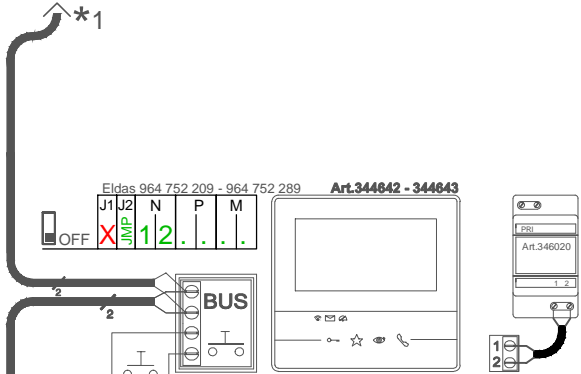 *1
Eldas 964 752 209 - 964 752 289
Art.344642 - 344643
J1 J2 N P M
OFF X JMP 1 2 . . . .
PRI
Art.346020
1 2
BUS
2
2
1
2